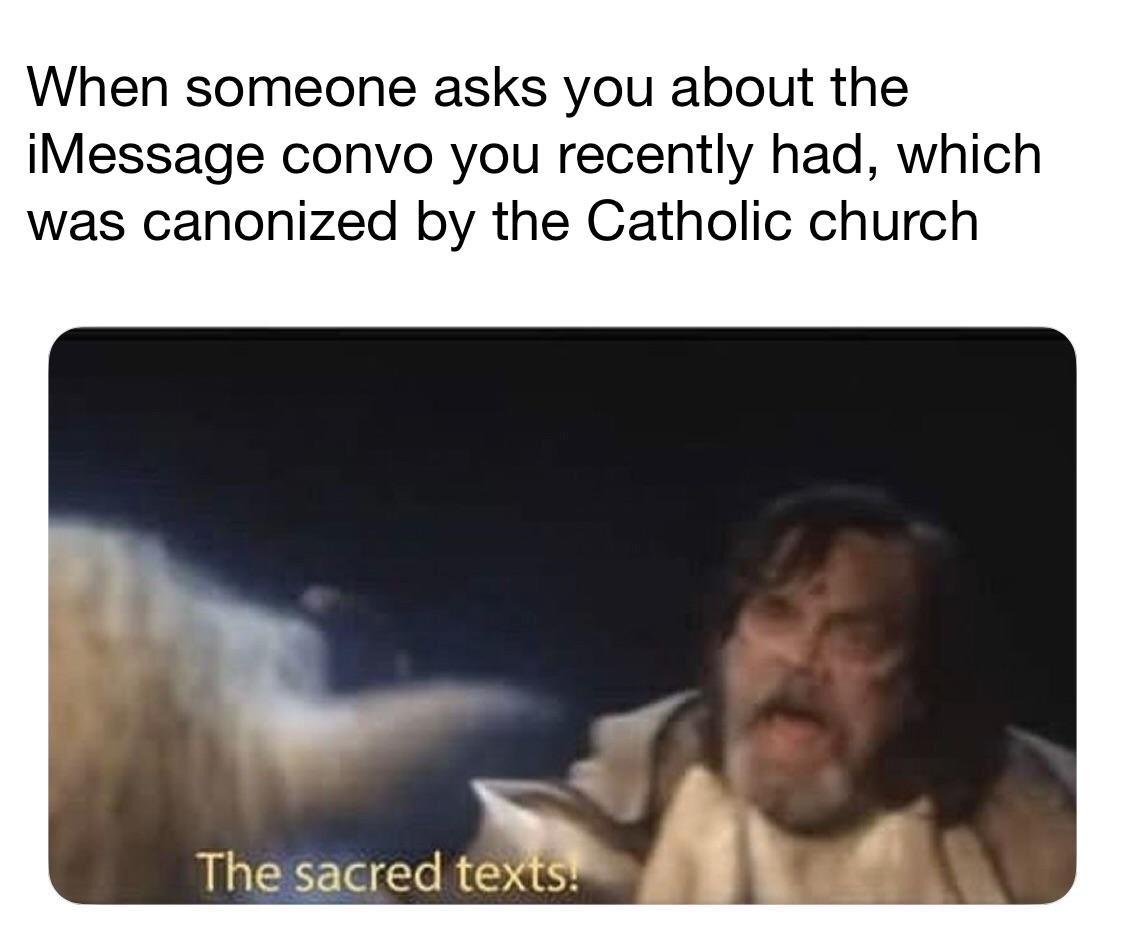 When someone asks you about the
iMessage convo you recently had, which
was canonized by the Catholic church
The sacred texts!